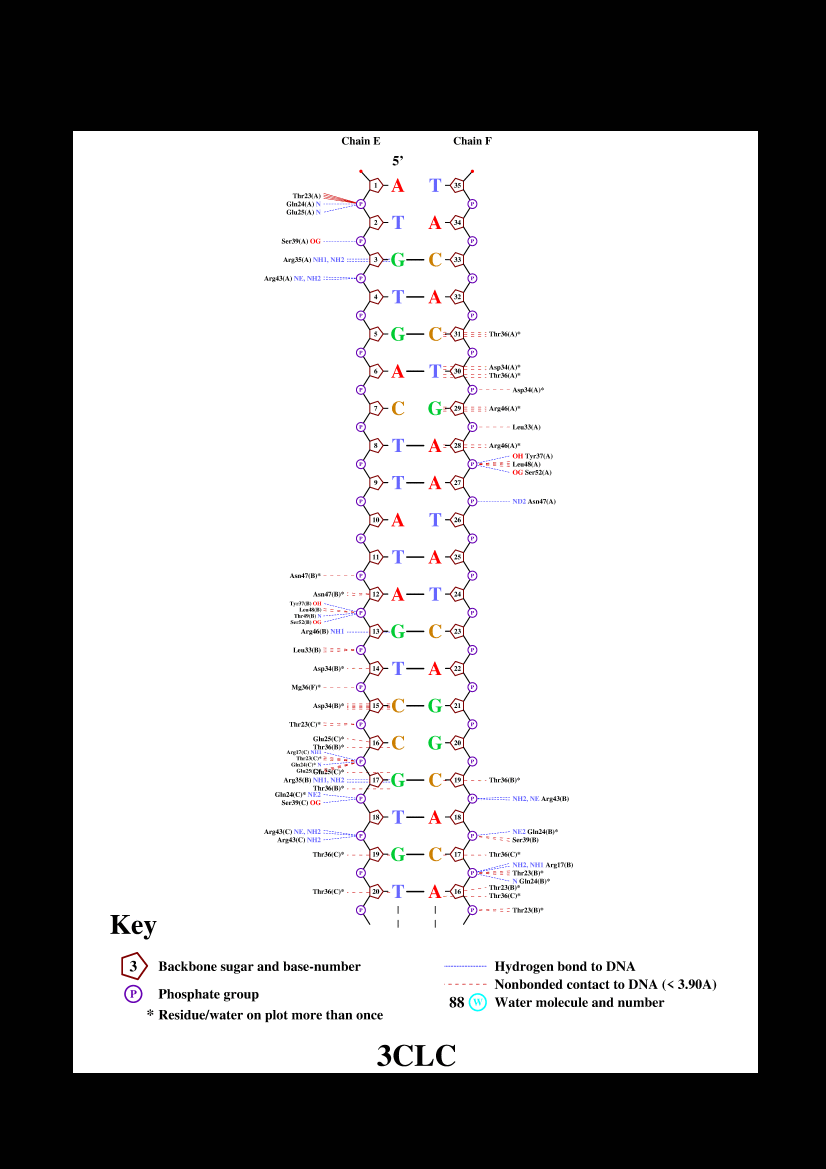 Chain E Chain F
5'
1 A T 35
Thr23(A)
Gln24(A) N P P
Glu25(A) N
2 T A 34
Ser39(A) OG P P
Arg35(A) NH1, NH2 3 G C 33
Arg43(A) NE, NH2 P P
4 T A 32
P P
5 G C 31 Thr36(A)*
P P
6 A T 30 Asp34(A)*
Thr36(A)*
P P Asp34(A)*
7 C G 29 Arg46(A)*
P P Leu33(A)
8 T A 28 Arg46(A)*
OH Tyr37(A)
P P Leu48(A)
OG Ser52(A)
9 T A 27
P P ND2 Asn47(A)
10 A T 26
P P
11 T A 25
Asn47(B)* P P
Asn47(B)* 12 A T 24
Tyr37(B) OH
Leu48(B) P P
Thr49(B) N
Ser52(B) OG
Arg46(B) NH1 13 G C 23
Leu33(B) P P
Asp34(B)* 14 T A 22
Mg36(F)* P P
Asp34(B)* 15 C G 21
Thr23(C)* P P
Glu25(C)*
16 C G 20
Thr36(B)*
Arg17(C) NH1
Thr23(C)* P P
Gln24(C)* N
Glu25(C)*
Arg35(B) NH1, NH2 17 G C 19 Thr36(B)*
Thr36(B)*
Gln24(C)* NE2 P P NH2, NE Arg43(B)
Ser39(C) OG
18 T A 18
Arg43(C) NE, NH2 P P NE2 Gln24(B)*
Arg43(C) NH2 Ser39(B)
Thr36(C)* 19 G C 17 Thr36(C)*
NH2, NH1 Arg17(B)
P P Thr23(B)*
N Gln24(B)*
Thr23(B)*
Thr36(C)* 20 T A 16
Thr36(C)*
P P Thr23(B)*
Key
3 Backbone sugar and base-number
P Phosphate group
* Residue/water on plot more than once
Hydrogen bond to DNA
Nonbonded contact to DNA (< 3.90A)
88 W Water molecule and number
3CLC